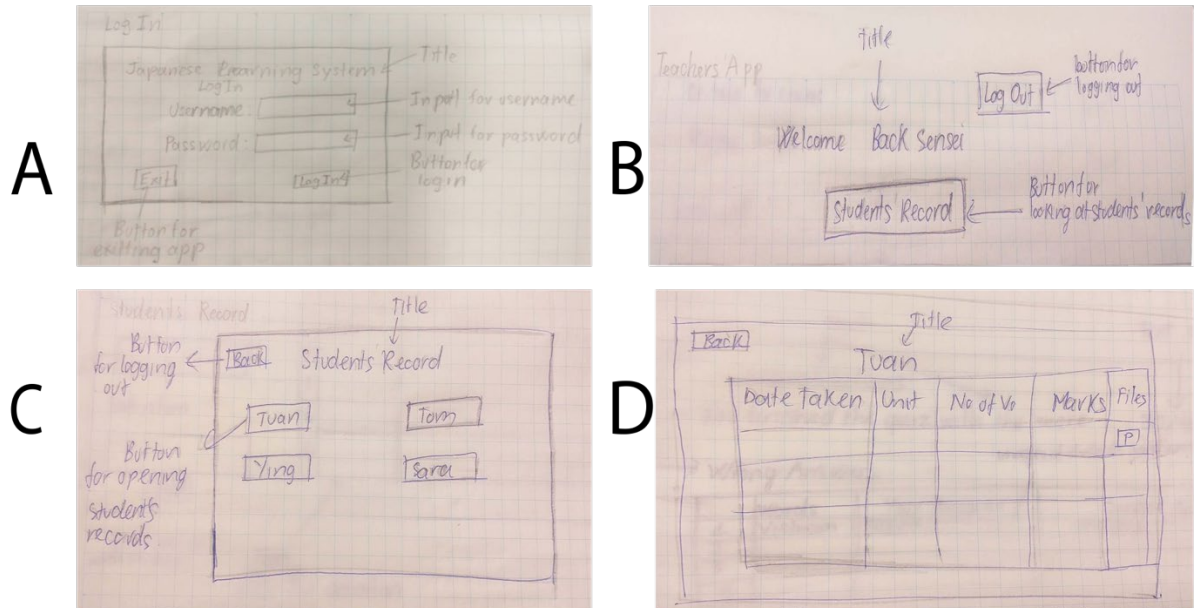 A
Log In
Title
Japanese Learning System
Log In
Username:
Input for username
Password:
Input for password
Exit
Log In
Button for
log in
Button for
exitting app
B
Teachers' App
Title
Log Out
button for
logging out
Welcome Back Sensei
Students' Record
Button for
looking at students' records
C
Students' Record
Title
Button
for logging
out
Back
Students' Record
Tuan
Tom
Button
for opening
students'
records
Ying
Sara
D
Title
Back
Tuan
Date Taken
Unit
No of Vo
Marks
Files
P